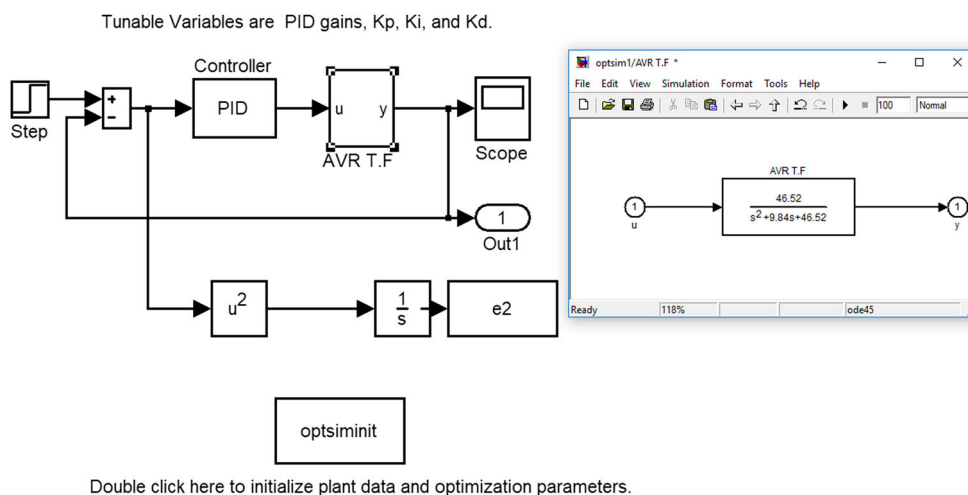 Tunable Variables are PID gains, Kp, Ki, and Kd.
Step
+
−
Controller
PID
u y
AVR T.F
Scope
1
Out1
u2
1
s
e2
optsiminit
Double click here to initialize plant data and optimization parameters.
optsim1/AVR T.F *
File Edit View Simulation Format Tools Help
100 Normal
AVR T.F
1
u
46.52
s2+9.84s+46.52
1
y
Ready 118% ode45